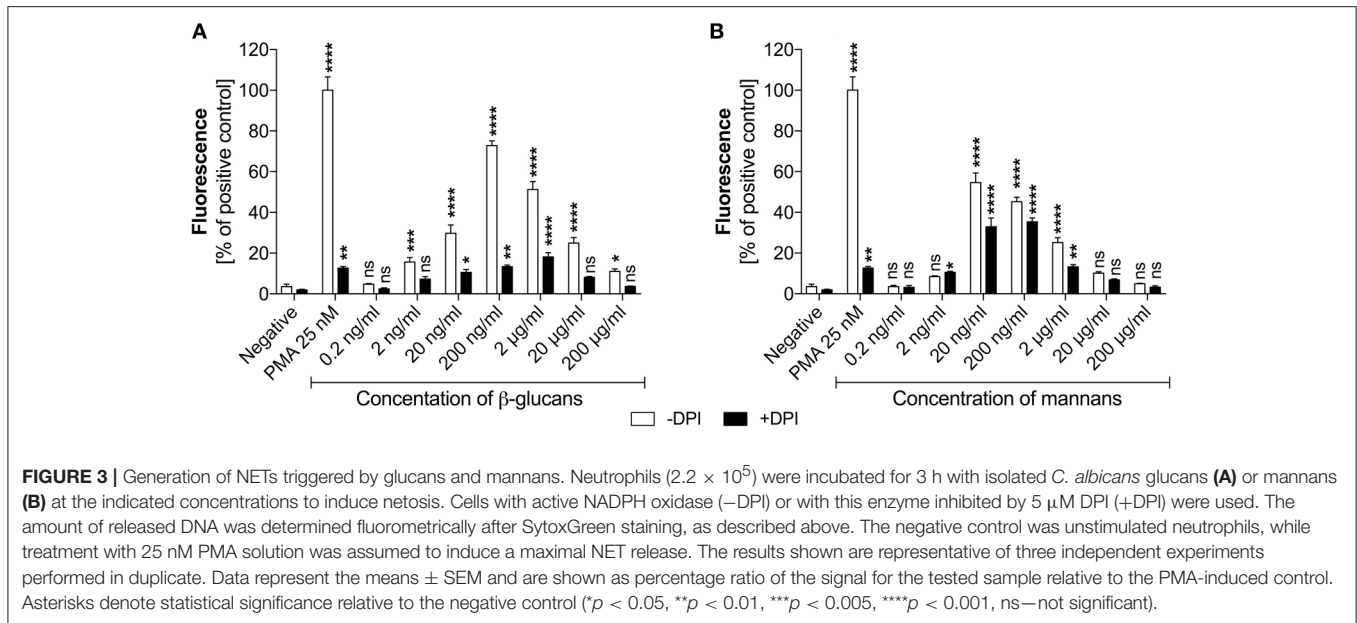 A
B
Fluorescence
[% of positive control]
120
100
80
60
40
20
0
****
**
ns
ns
***
ns
****
*
****
**
****
****
****
ns
*
ns
Negative
PMA 25 nM
0.2 ng/ml
2 ng/ml
20 ng/ml
200 ng/ml
2 µg/ml
20 µg/ml
200 µg/ml
Concentation of β-glucans
Fluorescence
[% of positive control]
120
100
80
60
40
20
0
****
**
ns
ns
ns
*
****
****
****
****
****
**
ns
ns
ns
ns
Negative
PMA 25 nM
0.2 ng/ml
2 ng/ml
20 ng/ml
200 ng/ml
2 µg/ml
20 µg/ml
200 µg/ml
Concentration of mannans
-DPI
+DPI
FIGURE 3 | Generation of NETs triggered by glucans and mannans. Neutrophils (2.2 × 10⁵) were incubated for 3 h with isolated C. albicans glucans (A) or mannans
(B) at the indicated concentrations to induce netosis. Cells with active NADPH oxidase (−DPI) or with this enzyme inhibited by 5 µM DPI (+DPI) were used. The
amount of released DNA was determined fluorometrically after SytoxGreen staining, as described above. The negative control was unstimulated neutrophils, while
treatment with 25 nM PMA solution was assumed to induce a maximal NET release. The results shown are representative of three independent experiments
performed in duplicate. Data represent the means ± SEM and are shown as percentage ratio of the signal for the tested sample relative to the PMA-induced control.
Asterisks denote statistical significance relative to the negative control (*p < 0.05, **p < 0.01, ***p < 0.005, ****p < 0.001, ns—not significant).